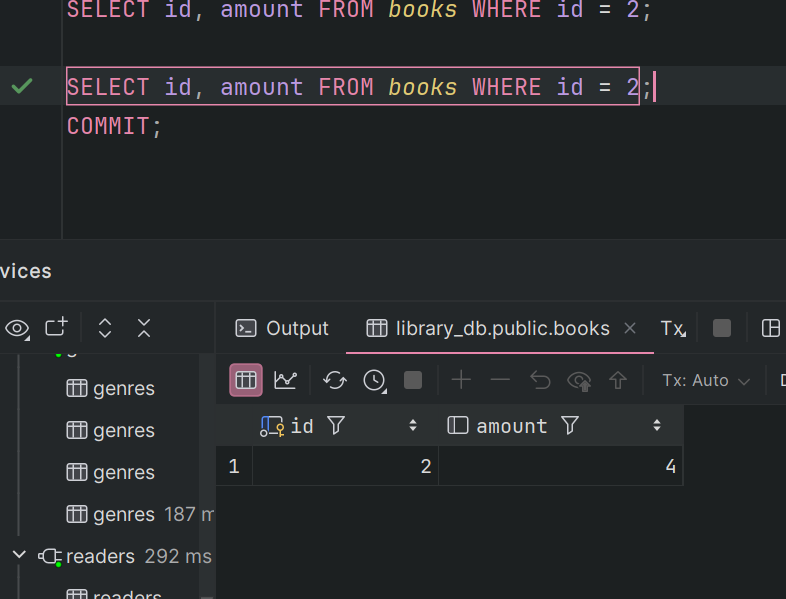 SELECT id, amount FROM books WHERE id = 2;
SELECT id, amount FROM books WHERE id = 2;
COMMIT;
vices
Output library_db.public.books Tx
Tx: Auto
id amount
1 2 4
genres
genres
genres
genres 187 m
readers 292 ms
readers